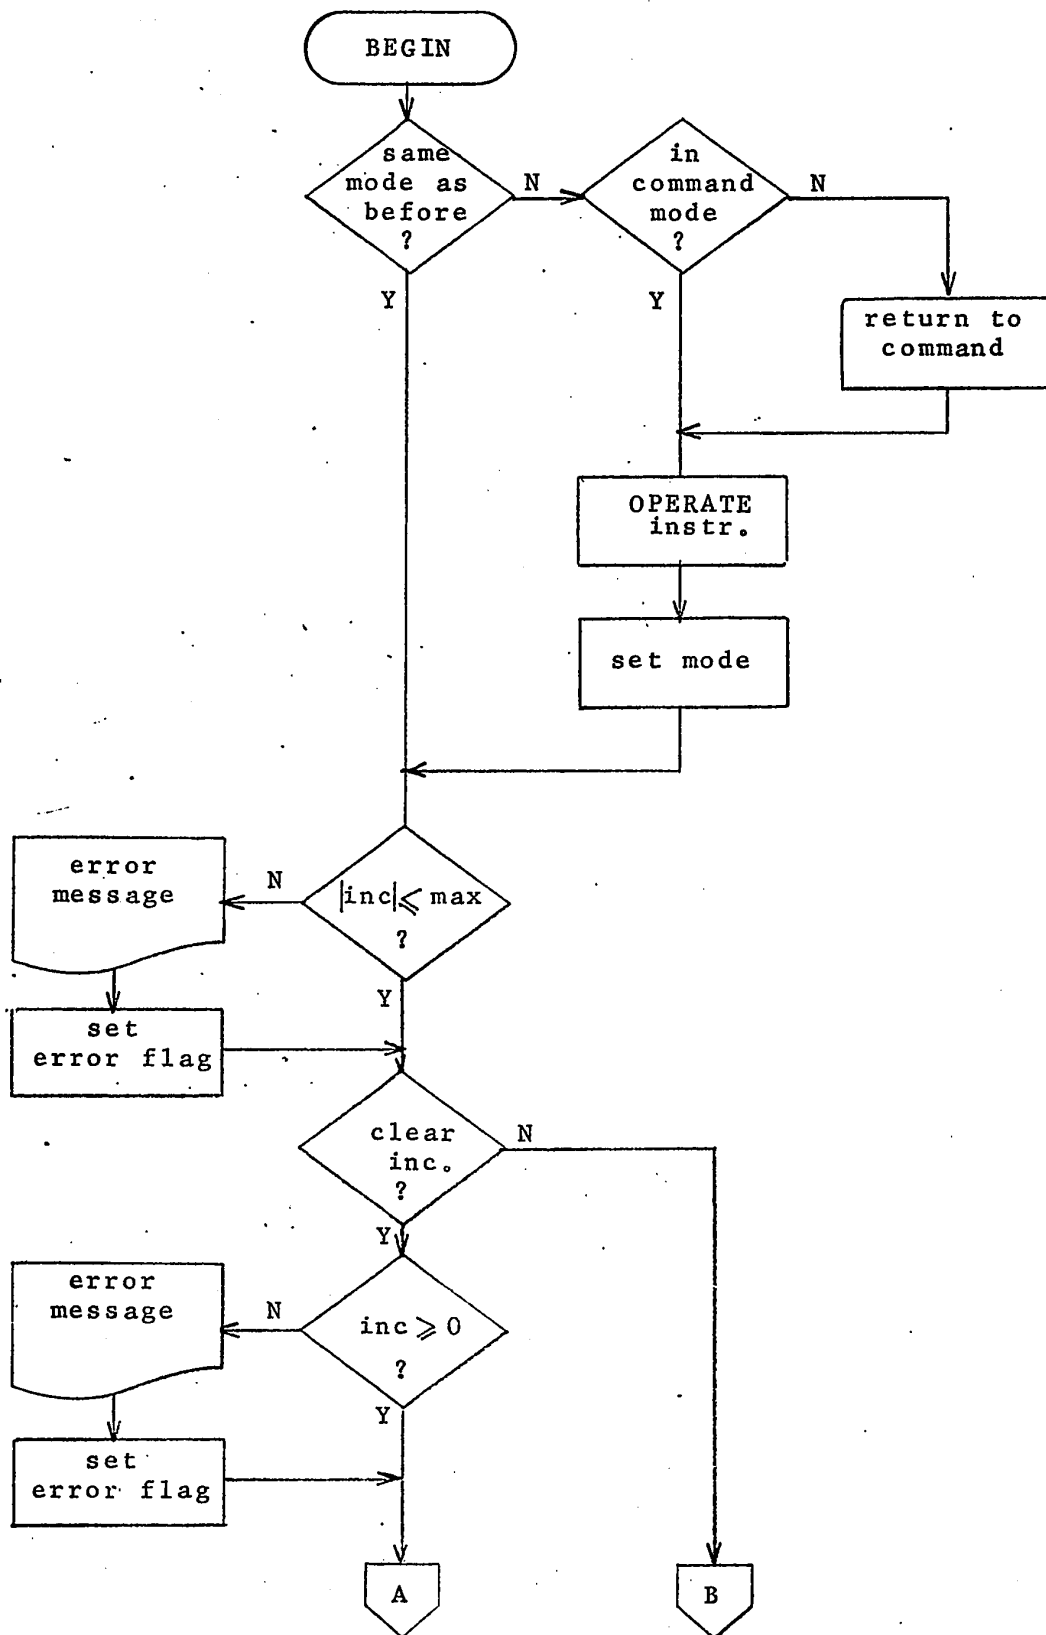 BEGIN
same
mode as
before
?
N
in
command
mode
?
N
Y
Y
return to
command
OPERATE
instr.
set mode
error
message
N
|inc|⩽ max
?
Y
set
error flag
clear
inc.
?
N
Y
error
message
N
inc ⩾ 0
?
Y
set
error flag
A
B